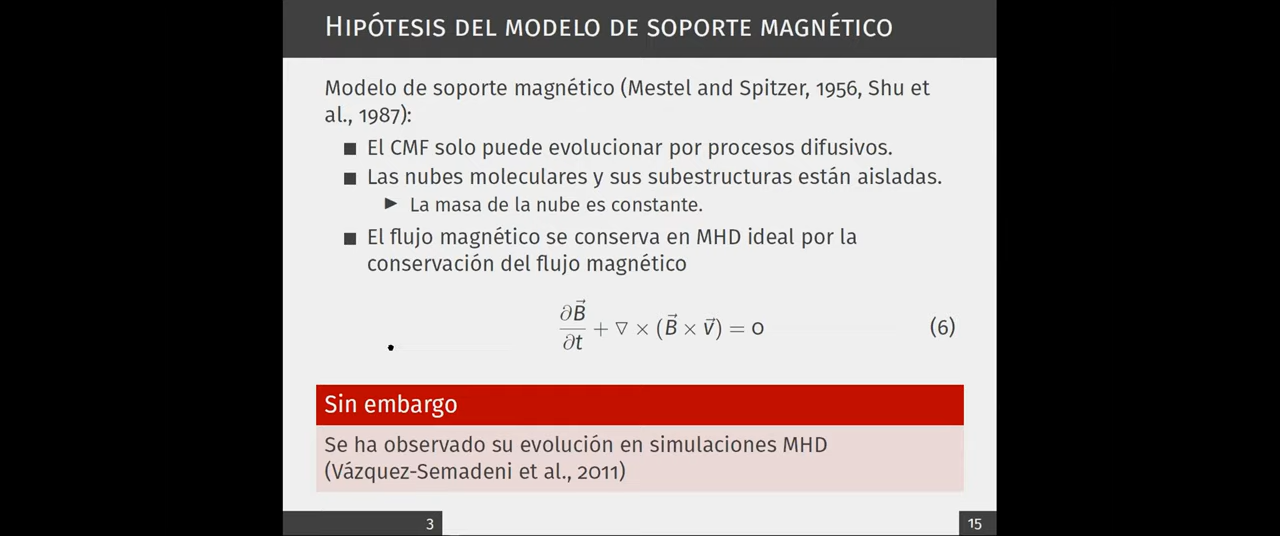 HIPÓTESIS DEL MODELO DE SOPORTE MAGNÉTICO
Modelo de soporte magnético (Mestel and Spitzer, 1956, Shu et
al., 1987):
■ El CMF solo puede evolucionar por procesos difusivos.
■ Las nubes moleculares y sus subestructuras están aisladas.
▶ La masa de la nube es constante.
■ El flujo magnético se conserva en MHD ideal por la
conservación del flujo magnético
∂B⃗/∂t + ▽ × (B⃗ × v⃗) = 0 (6)
Sin embargo
Se ha observado su evolución en simulaciones MHD
(Vázquez-Semadeni et al., 2011)
3 15